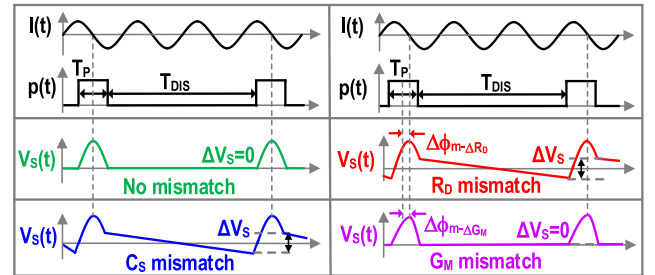 I(t)
T_P
T_DIS
p(t)
V_S(t)
ΔV_S=0
No mismatch
V_S(t)
ΔV_S
C_S mismatch
I(t)
T_P
T_DIS
p(t)
Δϕ_m-ΔR_D
V_S(t)
ΔV_S
R_D mismatch
Δϕ_m-ΔG_M
ΔV_S=0
V_S(t)
G_M mismatch